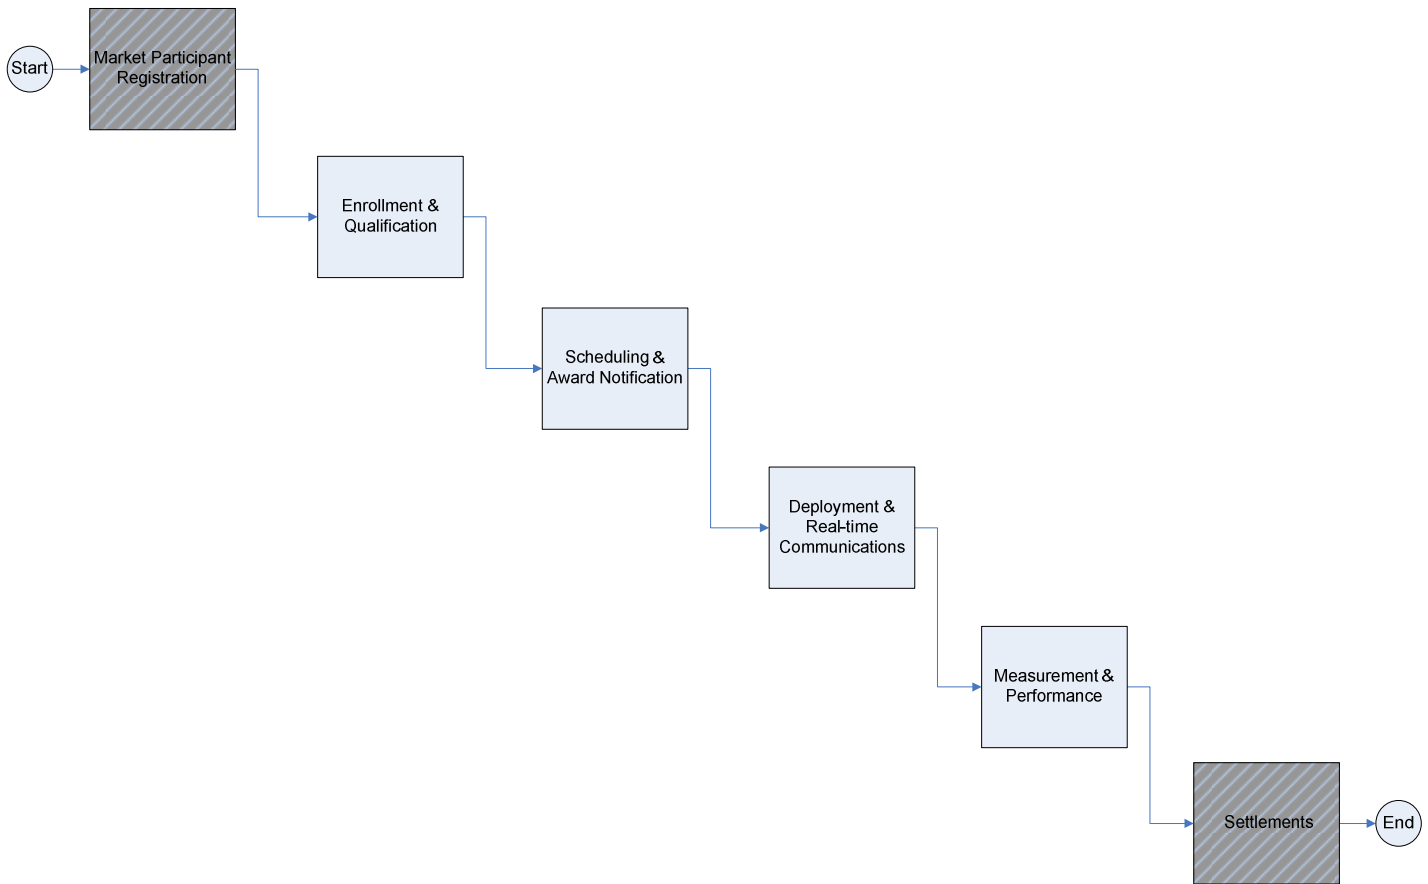 Start
Market Participant
Registration
Enrollment &
Qualification
Scheduling &
Award Notification
Deployment &
Real-time
Communications
Measurement &
Performance
Settlements
End